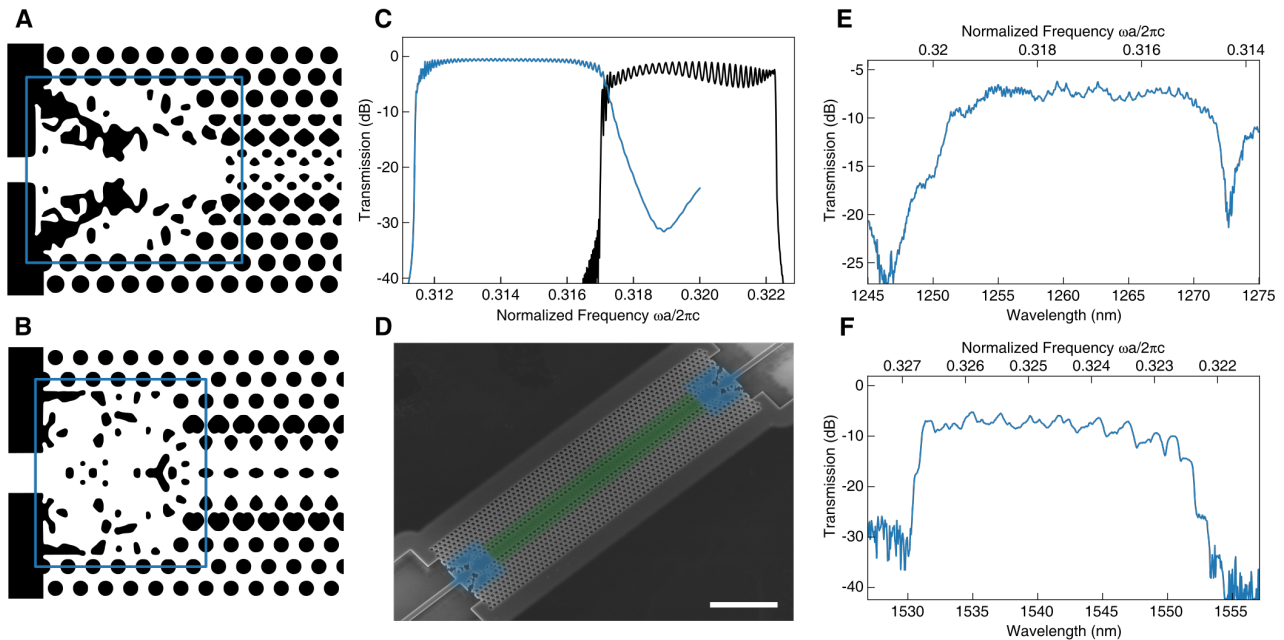 A
B
C
0
-10
-20
-30
-40
Transmission (dB)
0.312 0.314 0.316 0.318 0.320 0.322
Normalized Frequency ωa/2πc
D
E
Normalized Frequency ωa/2πc
0.32 0.318 0.316 0.314
-5
-10
-15
-20
-25
Transmission (dB)
1245 1250 1255 1260 1265 1270 1275
Wavelength (nm)
F
Normalized Frequency ωa/2πc
0.327 0.326 0.325 0.324 0.323 0.322
0
-10
-20
-30
-40
Transmission (dB)
1530 1535 1540 1545 1550 1555
Wavelength (nm)